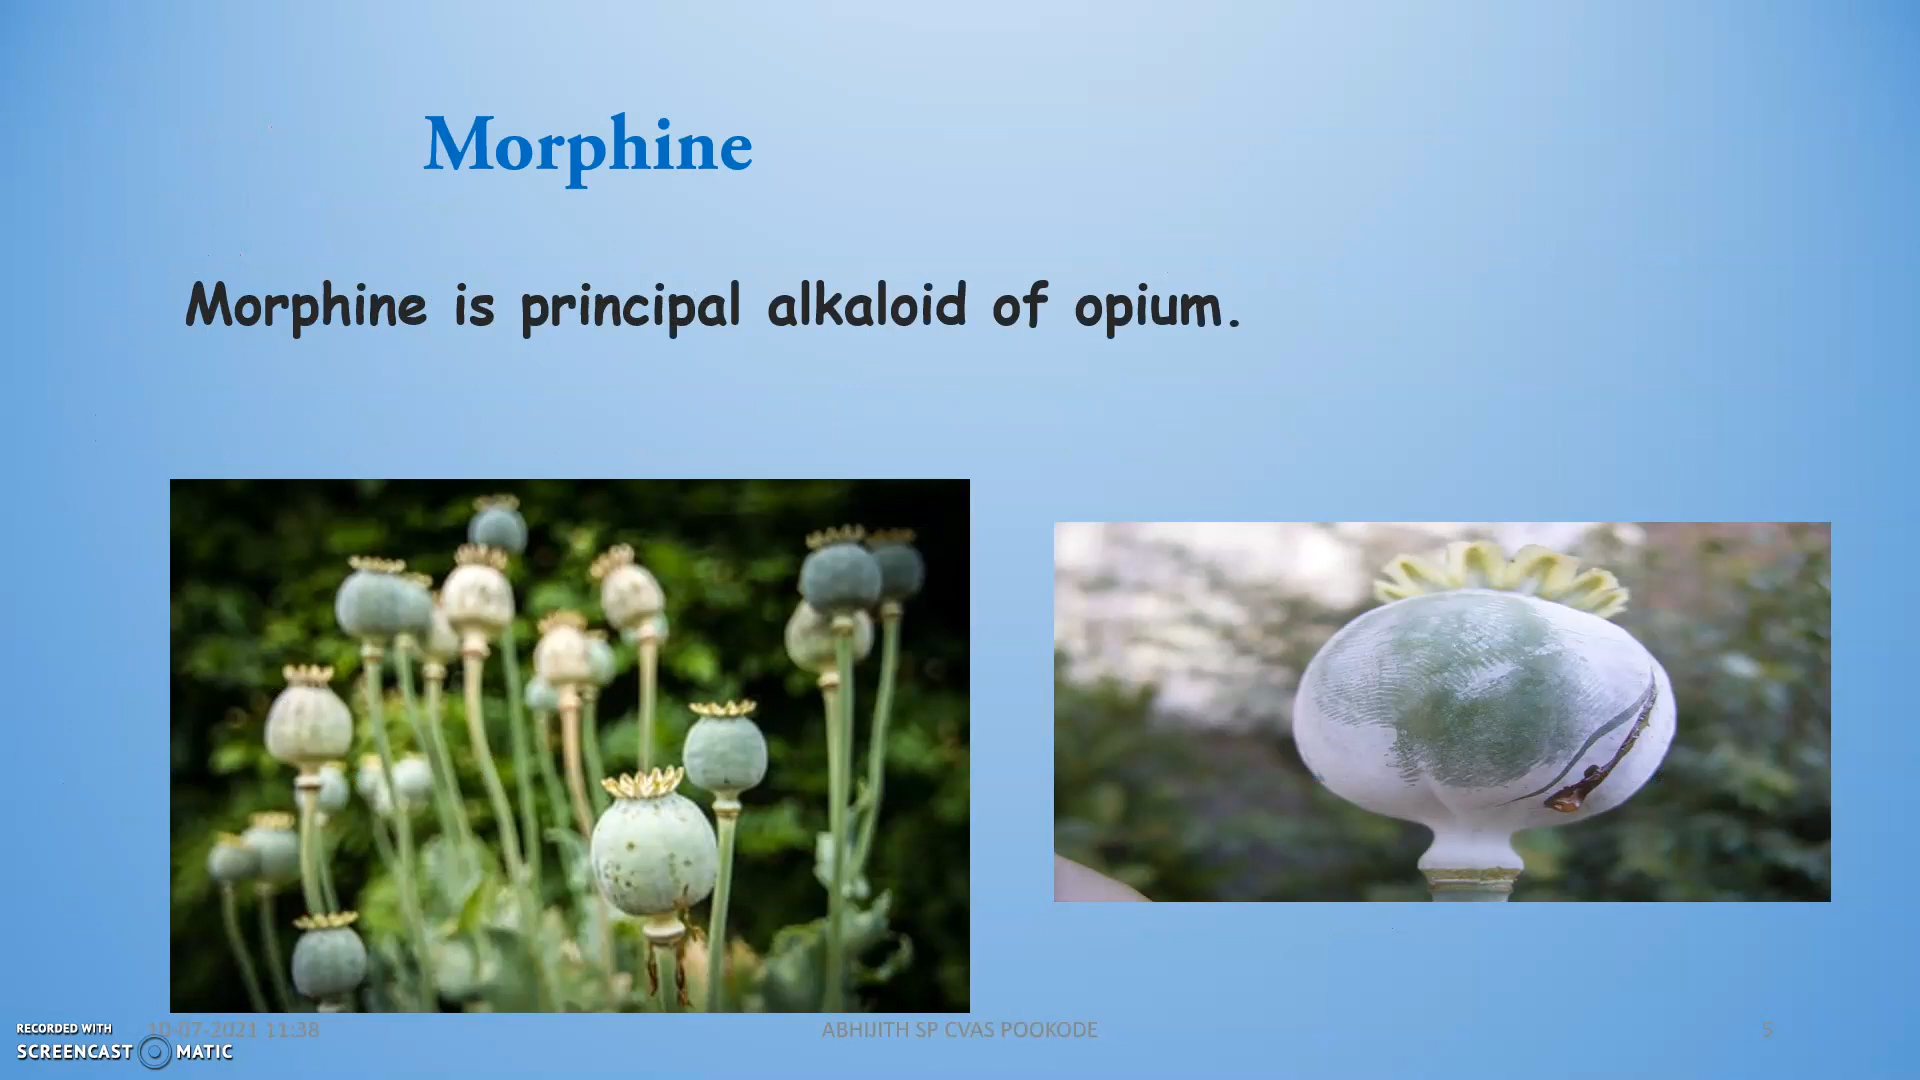 Morphine
Morphine is principal alkaloid of opium.
RECORDED WITH
SCREENCAST MATIC
10-07-2021 11:38
ABHIJITH SP CVAS POOKODE
5